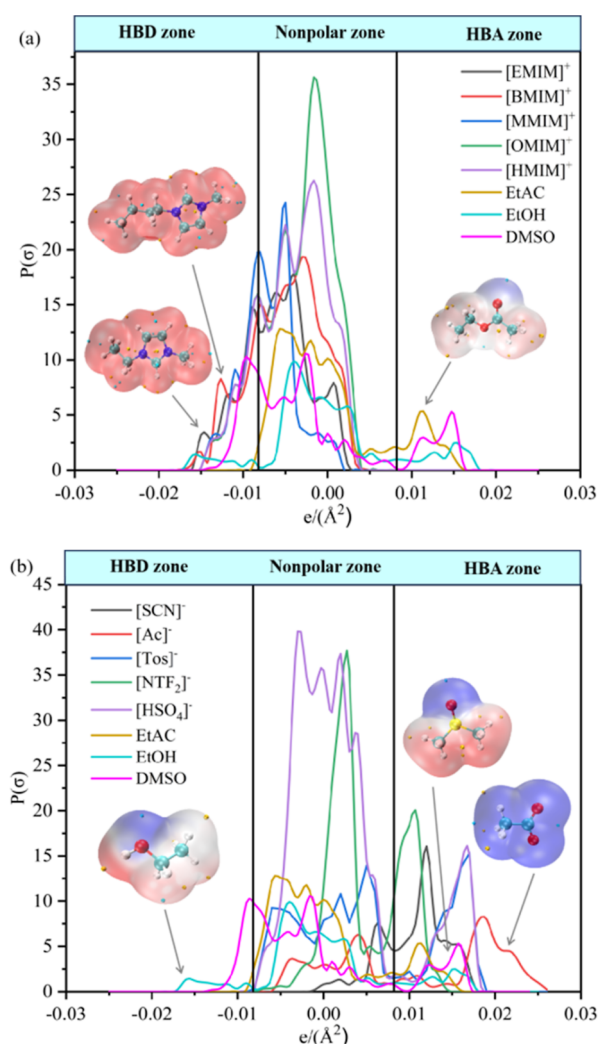 (a)
HBD zone Nonpolar zone HBA zone
35
30
25
20
15
10
5
0
P(σ)
[EMIM]+
[BMIM]+
[MMIM]+
[OMIM]+
[HMIM]+
EtAC
EtOH
DMSO
-0.03 -0.02 -0.01 0.00 0.01 0.02 0.03
e/(Å2)
(b)
HBD zone Nonpolar zone HBA zone
45
40
35
30
25
20
15
10
5
0
P(σ)
[SCN]-
[Ac]-
[Tos]-
[NTF2]-
[HSO4]-
EtAC
EtOH
DMSO
-0.03 -0.02 -0.01 0.00 0.01 0.02 0.03
e/(Å2)